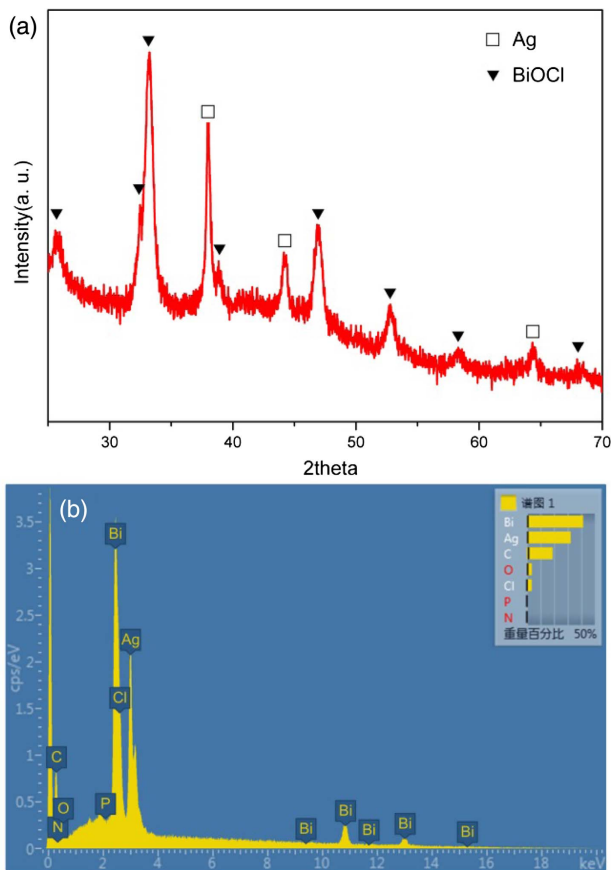 (a)
Ag
BiOCl
Intensity(a. u.)
30
40
50
60
70
2theta
(b)
谱图 1
Bi
Ag
C
O
Cl
P
N
重量百分比 50%
cps/eV
3.5
3
2.5
2
1.5
1
0.5
0
Bi
Ag
Cl
C
O
N
P
Bi
Bi
Bi
Bi
Bi
0
2
4
6
8
10
12
14
16
18
keV